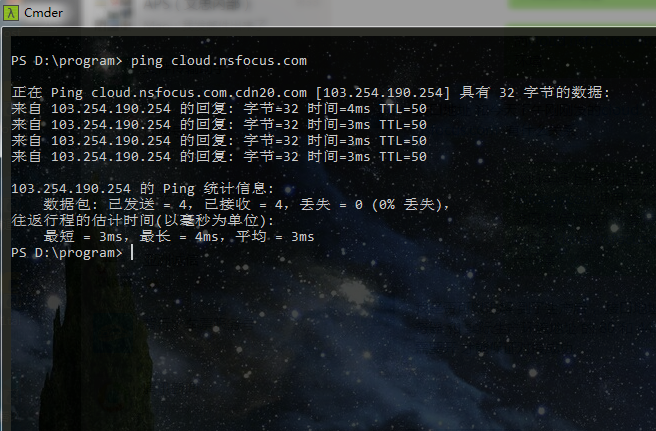 Cmder
PS D:\program> ping cloud.nsfocus.com
正在 Ping cloud.nsfocus.com.cdn20.com [103.254.190.254] 具有 32 字节的数据:
来自 103.254.190.254 的回复: 字节=32 时间=4ms TTL=50
来自 103.254.190.254 的回复: 字节=32 时间=3ms TTL=50
来自 103.254.190.254 的回复: 字节=32 时间=3ms TTL=50
来自 103.254.190.254 的回复: 字节=32 时间=3ms TTL=50
103.254.190.254 的 Ping 统计信息:
数据包: 已发送 = 4，已接收 = 4，丢失 = 0 (0% 丢失)，
往返行程的估计时间(以毫秒为单位):
最短 = 3ms，最长 = 4ms，平均 = 3ms
PS D:\program>